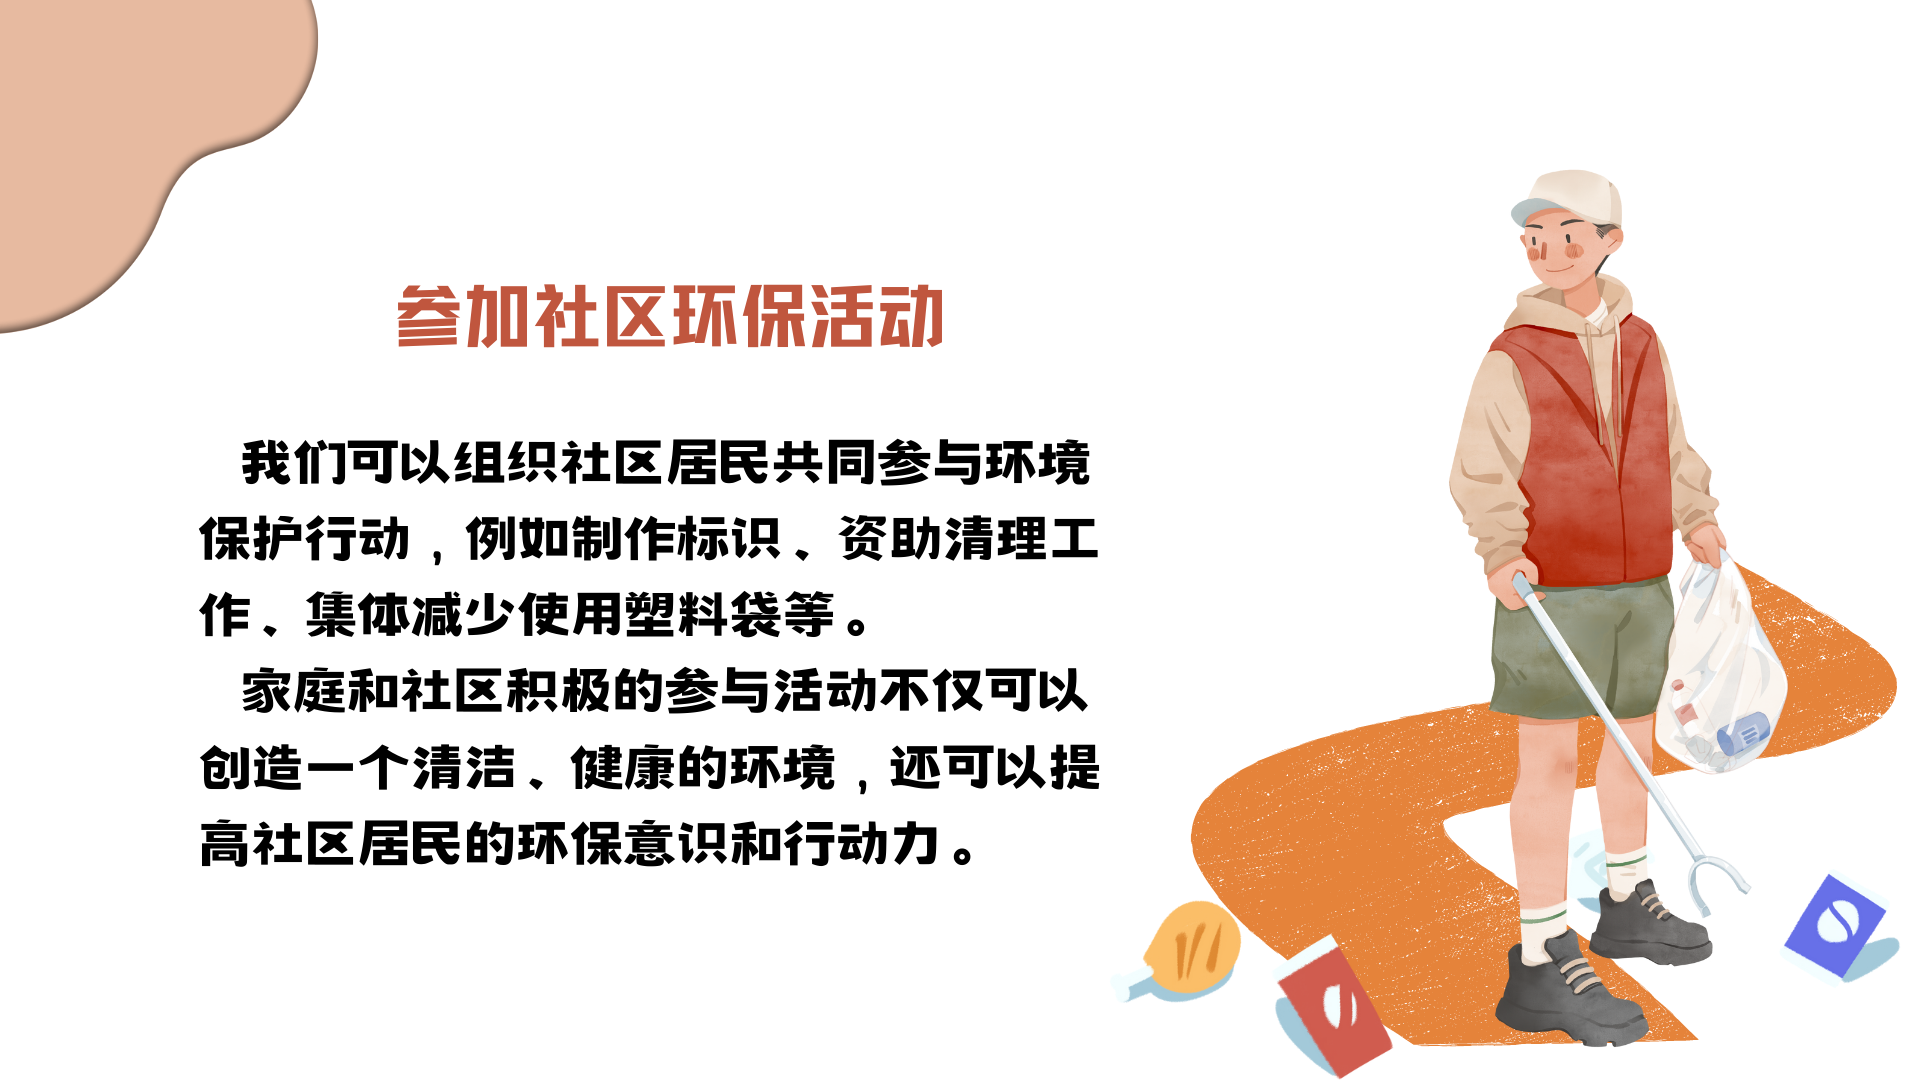 参加社区环保活动
我们可以组织社区居民共同参与环境
保护行动，例如制作标识、资助清理工
作、集体减少使用塑料袋等。
家庭和社区积极的参与活动不仅可以
创造一个清洁、健康的环境，还可以提
高社区居民的环保意识和行动力。